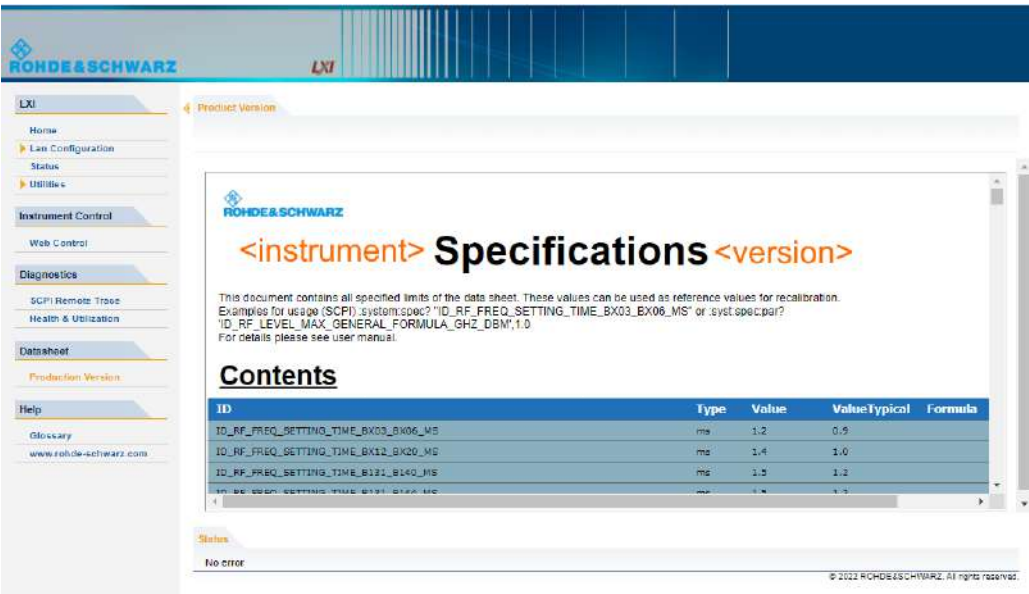 ROHDE&SCHWARZ
LXI
LXI
Home
Lan Configuration
Status
Utilities
Instrument Control
Web Control
Diagnostics
SCPI Remote Trace
Health & Utilization
Datasheet
Production Version
Help
Glossary
www.rohde-schwarz.com
Product Version
ROHDE&SCHWARZ
<instrument> Specifications <version>
This document contains all specified limits of the data sheet. These values can be used as reference values for recalibration.
Examples for usage (SCPI) :system:spec? "ID_RF_FREQ_SETTING_TIME_BX03_BX06_MS" or :syst:spec:par?
'ID_RF_LEVEL_MAX_GENERAL_FORMULA_GHZ_DBM',1.0
For details please see user manual.
Contents
ID Type Value ValueTypical Formula
ID_RF_FREQ_SETTING_TIME_BX03_BX06_MS ms 1.2 0.9
ID_RF_FREQ_SETTING_TIME_BX12_BX20_MS ms 1.4 1.0
ID_RF_FREQ_SETTING_TIME_B131_B140_MS ms 1.5 1.2
Status
No error
© 2022 ROHDE&SCHWARZ. All rights reserved.